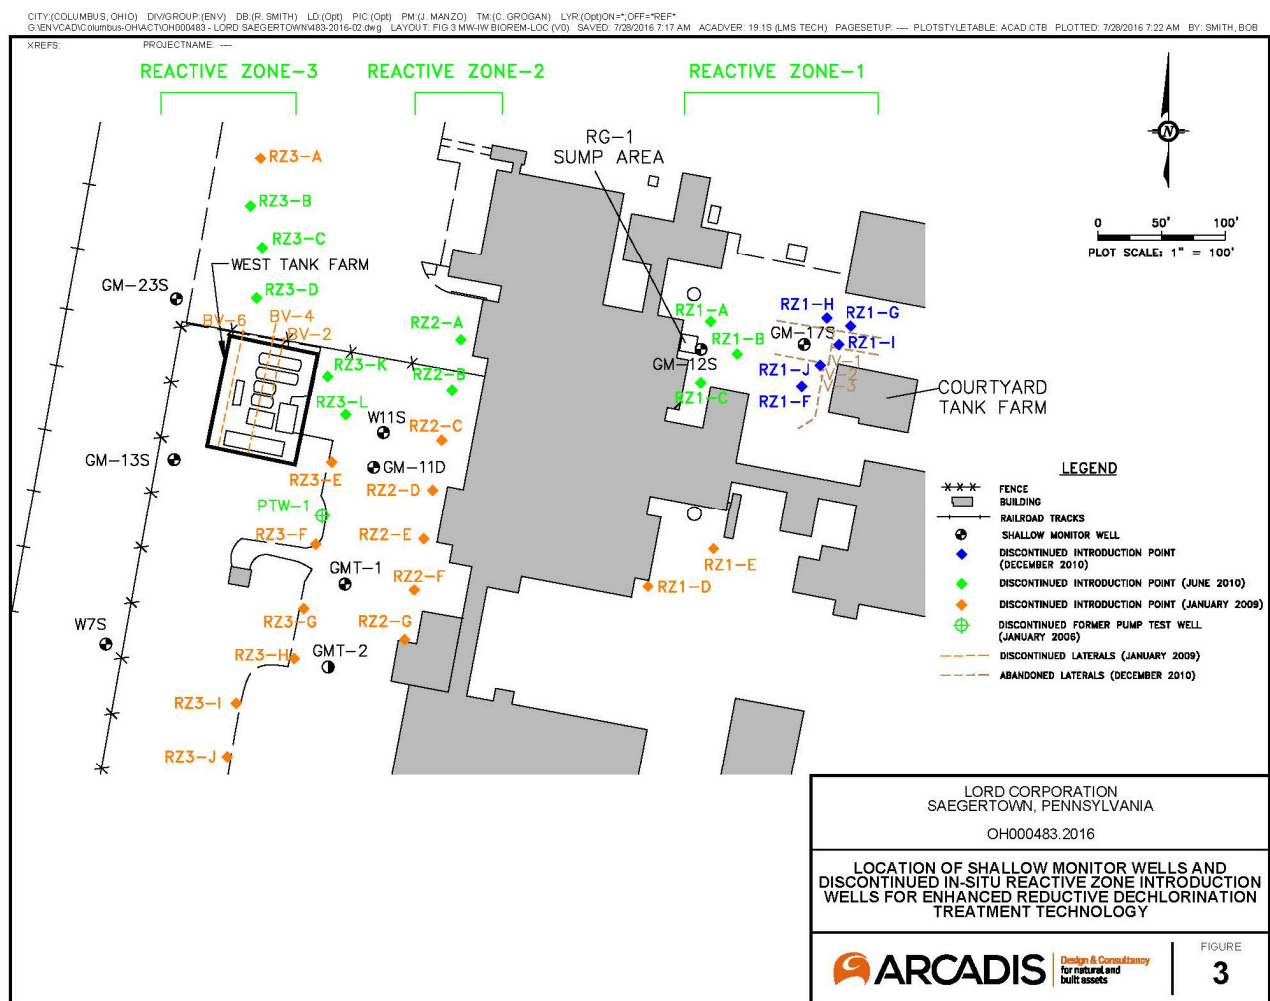 CITY:(COLUMBUS, OHIO) DIV/GROUP:(ENV) DB:(R. SMITH) LD:(Opt) PIC:(Opt) PM:(J. MANZO) TM:(C. GROGAN) LYR:(Opt)ON=*;OFF=*REF*
G:\ENVCAD\Columbus-OH\ACT\OH000483 - LORD SAEGERTOWN\483-2016-02.dwg LAYOUT: FIG 3 MW-IW BIOREM-LOC (V0) SAVED: 7/28/2016 7:17 AM ACADVER: 19.1S (LMS TECH) PAGESETUP: ---- PLOTSTYLETABLE: ACAD.CTB PLOTTED: 7/28/2016 7:22 AM BY: SMITH, BOB
XREFS: PROJECTNAME: ----
REACTIVE ZONE-3
REACTIVE ZONE-2
REACTIVE ZONE-1
N
RG-1
SUMP AREA
RZ3-A
RZ3-B
RZ3-C
WEST TANK FARM
RZ3-D
GM-23S
BV-6
BV-4
BV-2
RZ3-K
RZ3-L
W11S
GM-13S
GM-11D
RZ3-E
PTW-1
RZ3-F
GMT-1
RZ3-G
W7S
RZ3-H
GMT-2
RZ3-I
RZ3-J
RZ2-A
RZ2-B
RZ2-C
RZ2-D
RZ2-E
RZ2-F
RZ2-G
RZ1-A
RZ1-B
GM-12S
RZ1-C
RZ1-H
RZ1-G
GM-17S
RZ1-I
RZ1-J
RZ1-F
V-1
V-2
V-3
COURTYARD
TANK FARM
RZ1-E
RZ1-D
0 50' 100'
PLOT SCALE: 1" = 100'
LEGEND
FENCE
BUILDING
RAILROAD TRACKS
SHALLOW MONITOR WELL
DISCONTINUED INTRODUCTION POINT
(DECEMBER 2010)
DISCONTINUED INTRODUCTION POINT (JUNE 2010)
DISCONTINUED INTRODUCTION POINT (JANUARY 2009)
DISCONTINUED FORMER PUMP TEST WELL
(JANUARY 2006)
DISCONTINUED LATERALS (JANUARY 2009)
ABANDONED LATERALS (DECEMBER 2010)
LORD CORPORATION
SAEGERTOWN, PENNSYLVANIA
OH000483.2016
LOCATION OF SHALLOW MONITOR WELLS AND
DISCONTINUED IN-SITU REACTIVE ZONE INTRODUCTION
WELLS FOR ENHANCED REDUCTIVE DECHLORINATION
TREATMENT TECHNOLOGY
ARCADIS
Design & Consultancy
for natural and
built assets
FIGURE
3